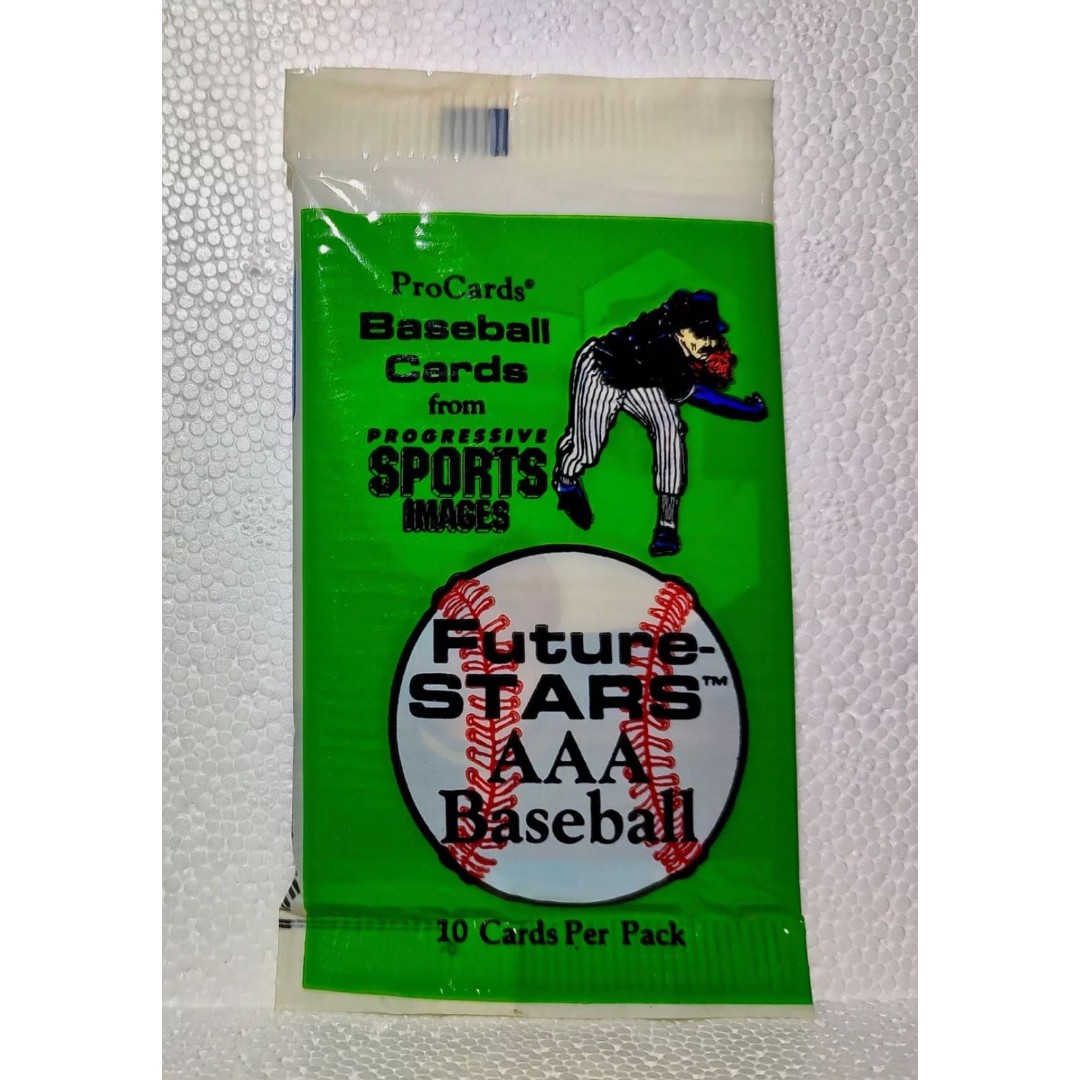 ProCards®
Baseball
Cards
from
PROGRESSIVE
SPORTS
IMAGES
Future-
STARS™
AAA
Baseball
10 Cards Per Pack